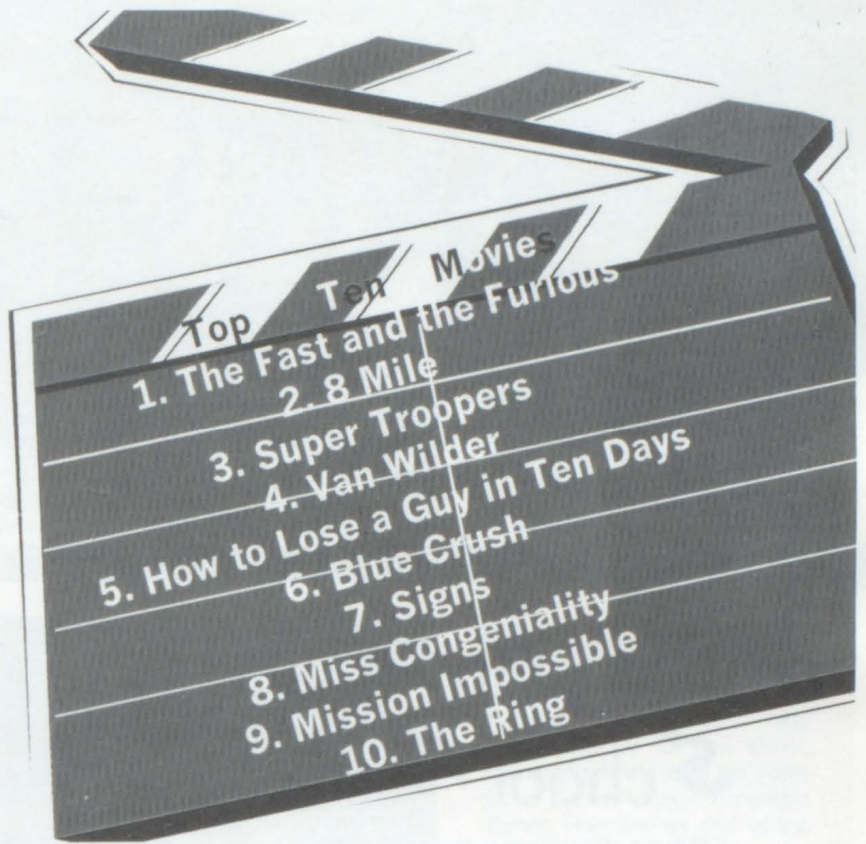 Top Ten Movies
1. The Fast and the Furious
2. 8 Mile
3. Super Troopers
4. Van Wilder
5. How to Lose a Guy in Ten Days
6. Blue Crush
7. Signs
8. Miss Congeniality
9. Mission Impossible
10. The Ring